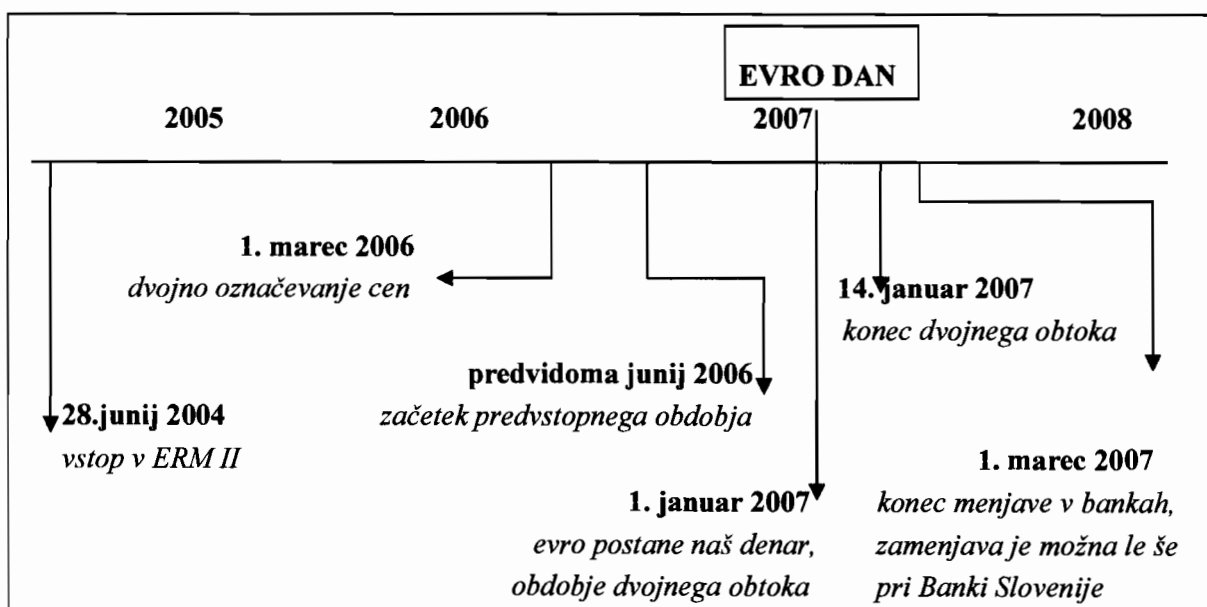 EVRO DAN
2005 2006 2007 2008
1. marec 2006
dvojno označevanje cen
14. januar 2007
konec dvojnega obtoka
predvidoma junij 2006
začetek predvstopnega obdobja
28.junij 2004
vstop v ERM II
1. januar 2007
evro postane naš denar,
obdobje dvojnega obtoka
1. marec 2007
konec menjave v bankah,
zamenjava je možna le še
pri Banki Slovenije